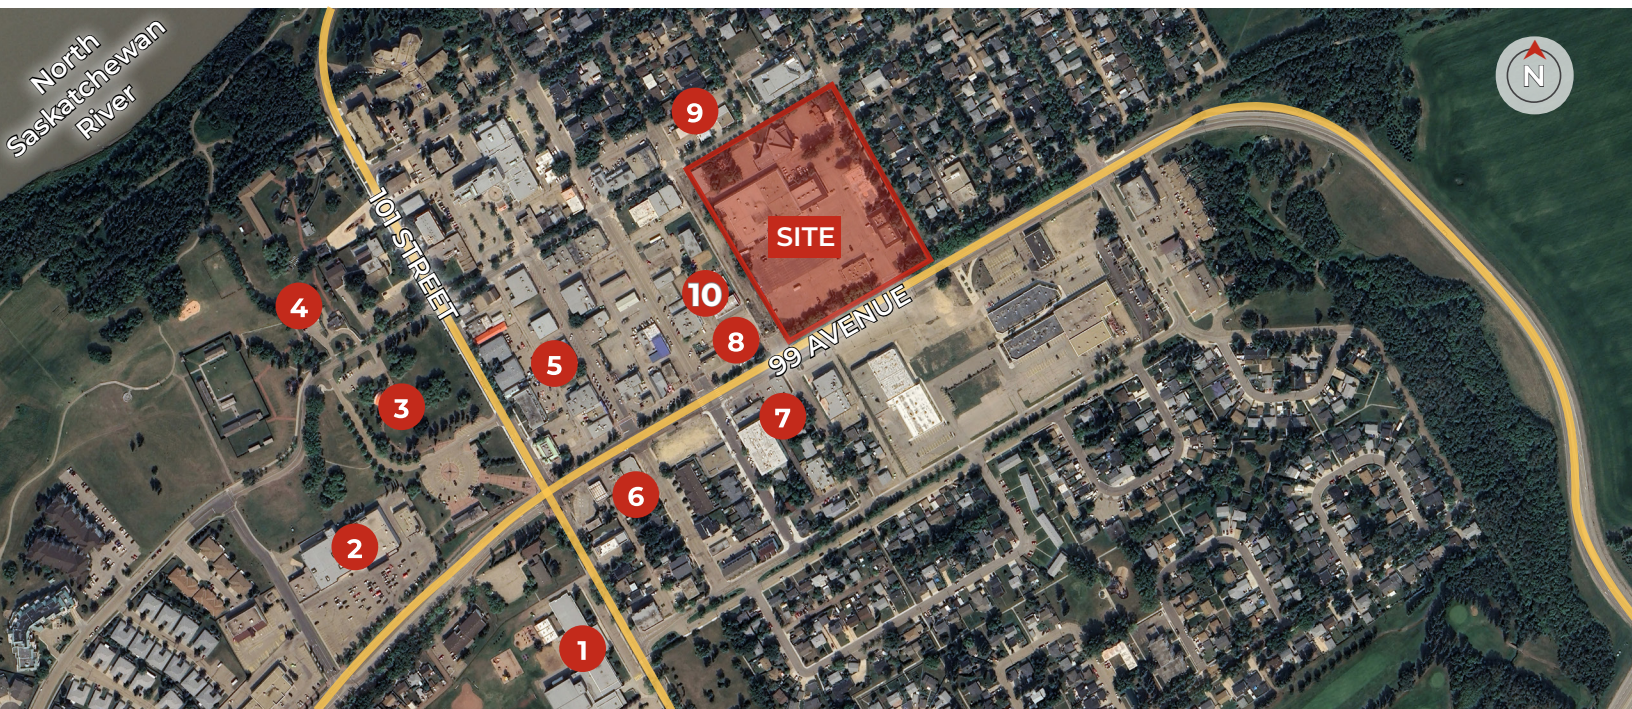 North
Saskatchewan
River
N
9
101 STREET
SITE
4
10
99 AVENUE
8
5
3
7
6
2
1